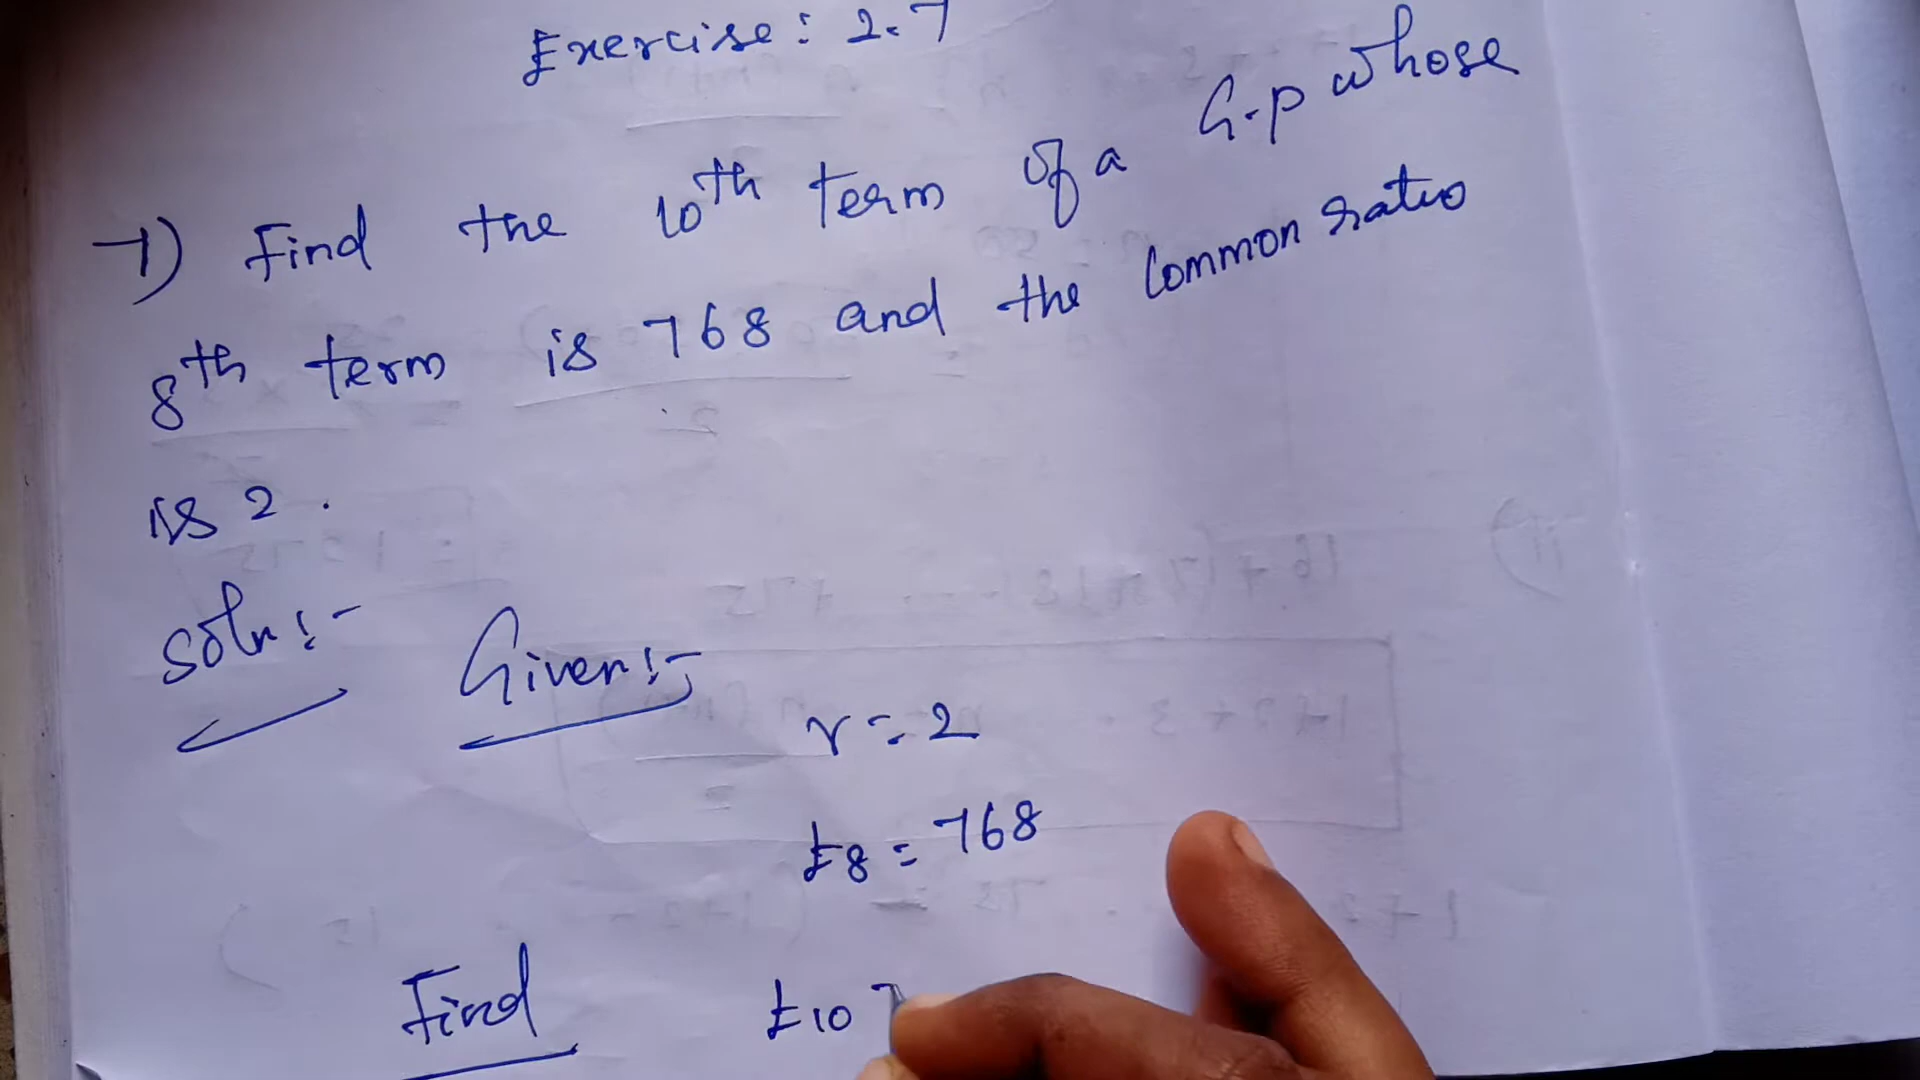 Exercise: 2.7
7) Find the 10th term of a G.P whose
8th term is 768 and the common ratio
is 2.
Soln:-
Given:-
r = 2
t8 = 768
Find t10 ?